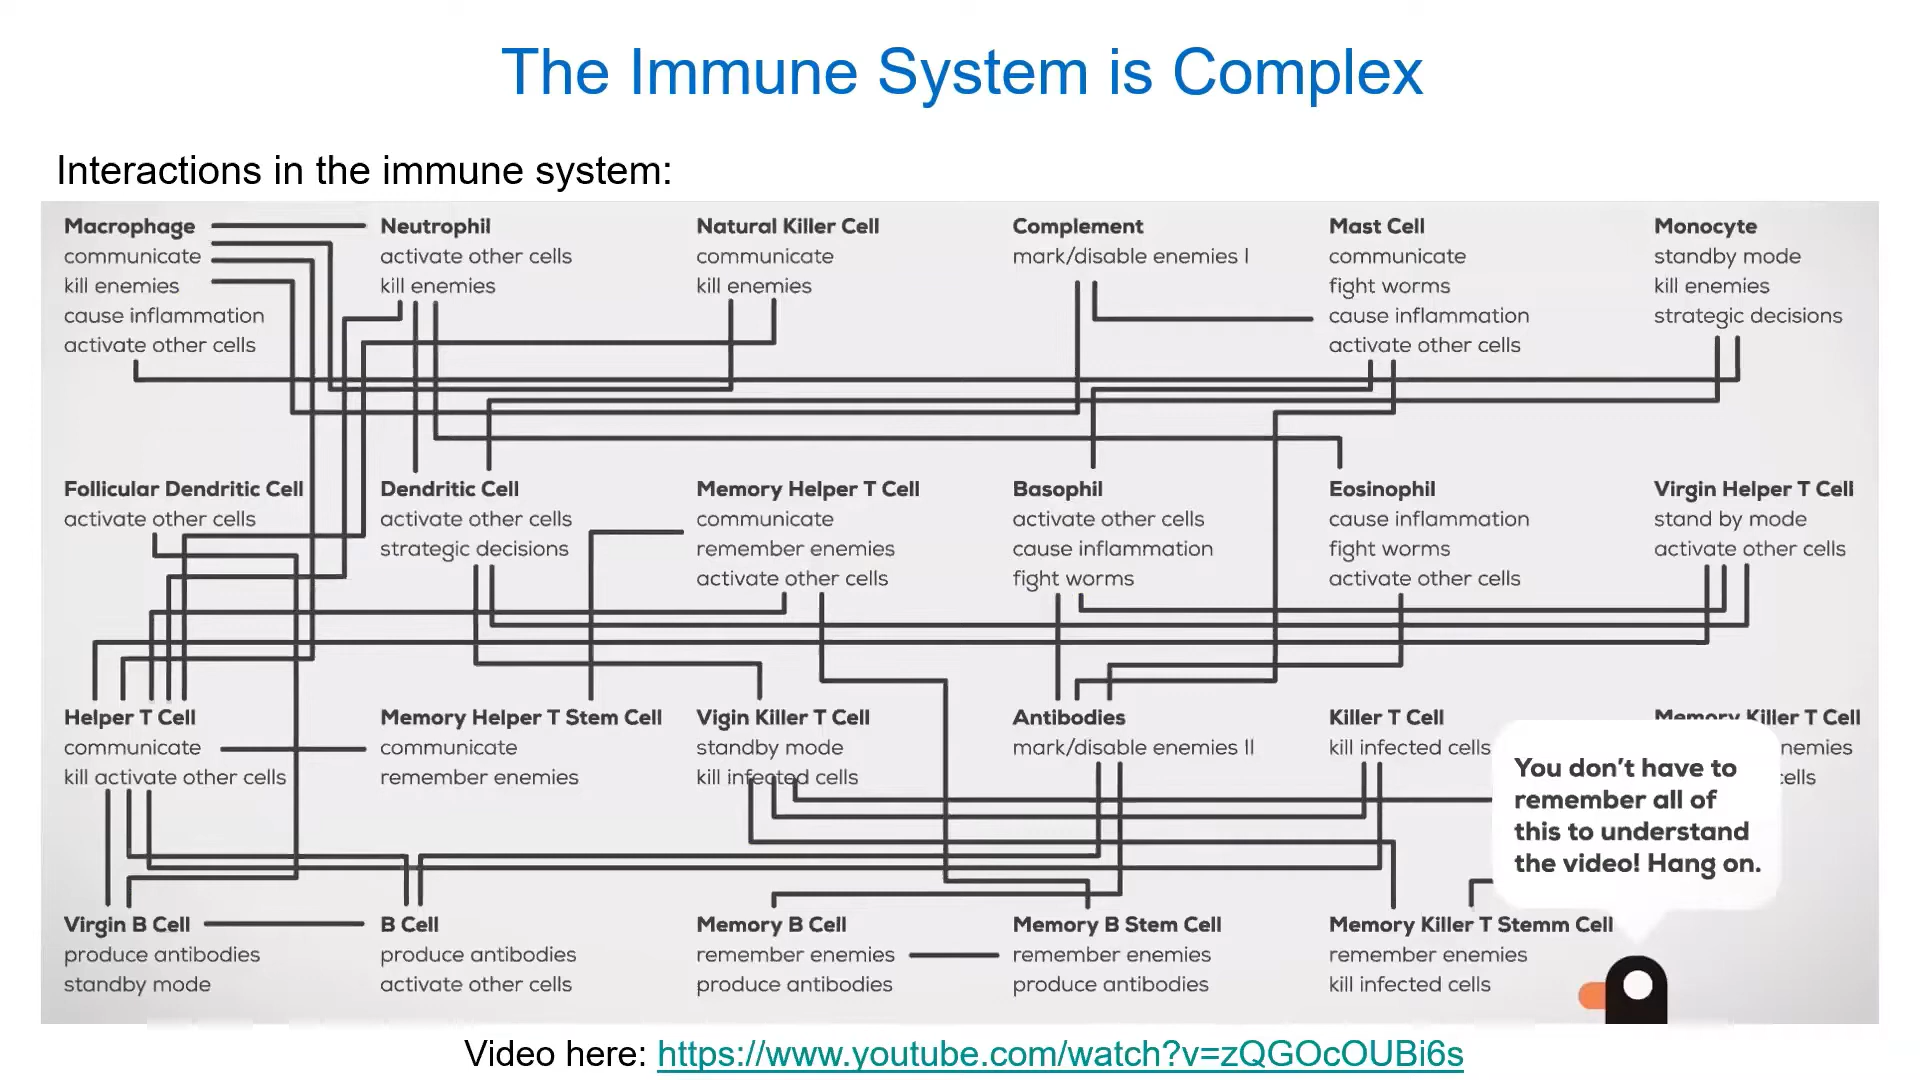 The Immune System is Complex
Interactions in the immune system:
Macrophage
communicate
kill enemies
cause inflammation
activate other cells
Neutrophil
activate other cells
kill enemies
Natural Killer Cell
communicate
kill enemies
Complement
mark/disable enemies I
Mast Cell
communicate
fight worms
cause inflammation
activate other cells
Monocyte
standby mode
kill enemies
strategic decisions
Follicular Dendritic Cell
activate other cells
Dendritic Cell
activate other cells
strategic decisions
Memory Helper T Cell
communicate
remember enemies
activate other cells
Basophil
activate other cells
cause inflammation
fight worms
Eosinophil
cause inflammation
fight worms
activate other cells
Virgin Helper T Cell
stand by mode
activate other cells
Helper T Cell
communicate
kill activate other cells
Memory Helper T Stem Cell
communicate
remember enemies
Vigin Killer T Cell
standby mode
kill infected cells
Antibodies
mark/disable enemies II
Killer T Cell
kill infected cells
Memory Killer T Cell
nemies
cells
You don't have to
remember all of
this to understand
the video! Hang on.
Virgin B Cell
produce antibodies
standby mode
B Cell
produce antibodies
activate other cells
Memory B Cell
remember enemies
produce antibodies
Memory B Stem Cell
remember enemies
produce antibodies
Memory Killer T Stemm Cell
remember enemies
kill infected cells
Video here: https://www.youtube.com/watch?v=zQGOcOUBi6s